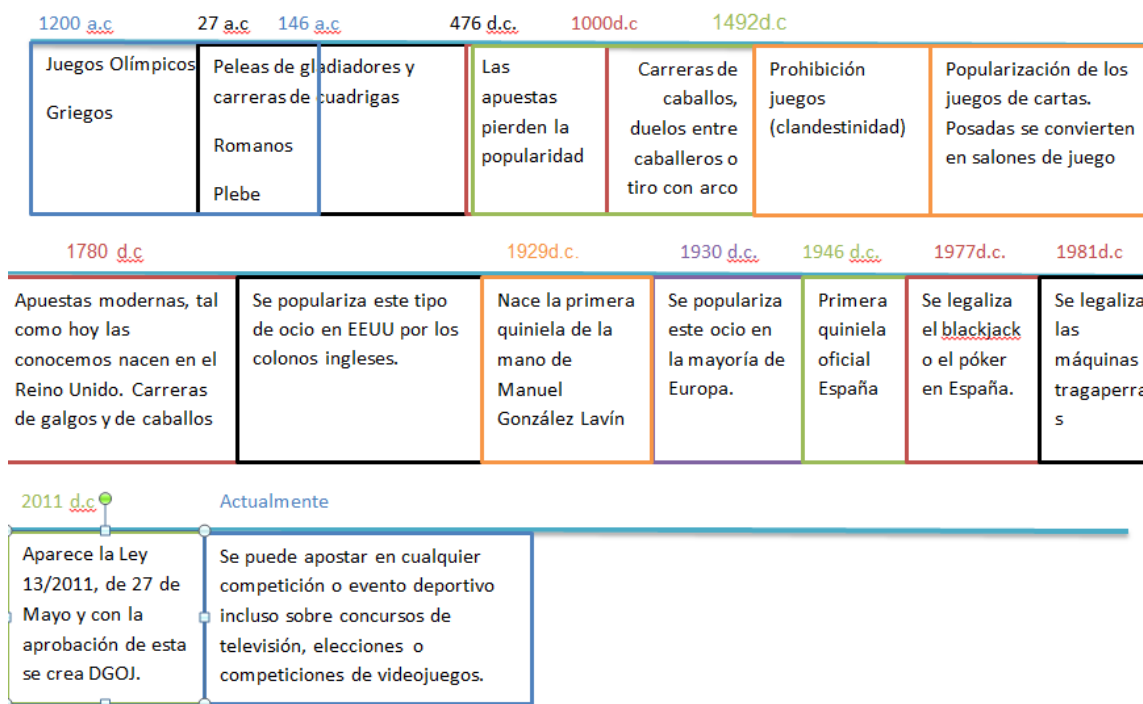 1200 a.c 27 a.c 146 a.c 476 d.c. 1000d.c 1492d.c
Juegos Olímpicos
Griegos
Peleas de gladiadores y
carreras de cuadrigas
Romanos
Plebe
Las
apuestas
pierden la
popularidad
Carreras de
caballos,
duelos entre
caballeros o
tiro con arco
Prohibición
juegos
(clandestinidad)
Popularización de los
juegos de cartas.
Posadas se convierten
en salones de juego
1780 d.c 1929d.c. 1930 d.c. 1946 d.c. 1977d.c. 1981d.c
Apuestas modernas, tal
como hoy las
conocemos nacen en el
Reino Unido. Carreras
de galgos y de caballos
Se populariza este tipo
de ocio en EEUU por los
colonos ingleses.
Nace la primera
quiniela de la
mano de
Manuel
González Lavín
Se populariza
este ocio en
la mayoría de
Europa.
Primera
quiniela
oficial
España
Se legaliza
el blackjack
o el póker
en España.
Se legaliza
las
máquinas
tragaperra
s
2011 d.c Actualmente
Aparece la Ley
13/2011, de 27 de
Mayo y con la
aprobación de esta
se crea DGOJ.
Se puede apostar en cualquier
competición o evento deportivo
incluso sobre concursos de
televisión, elecciones o
competiciones de videojuegos.